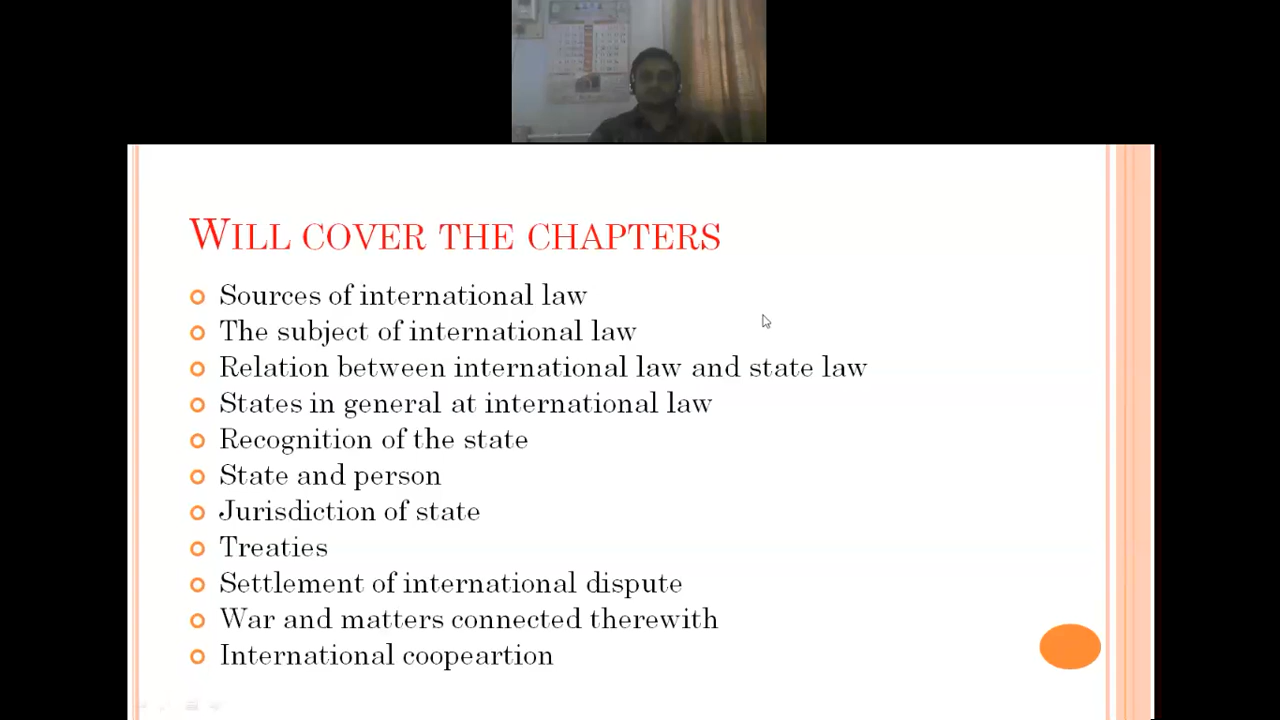 WILL COVER THE CHAPTERS
Sources of international law
The subject of international law
Relation between international law and state law
States in general at international law
Recognition of the state
State and person
Jurisdiction of state
Treaties
Settlement of international dispute
War and matters connected therewith
International coopeartion